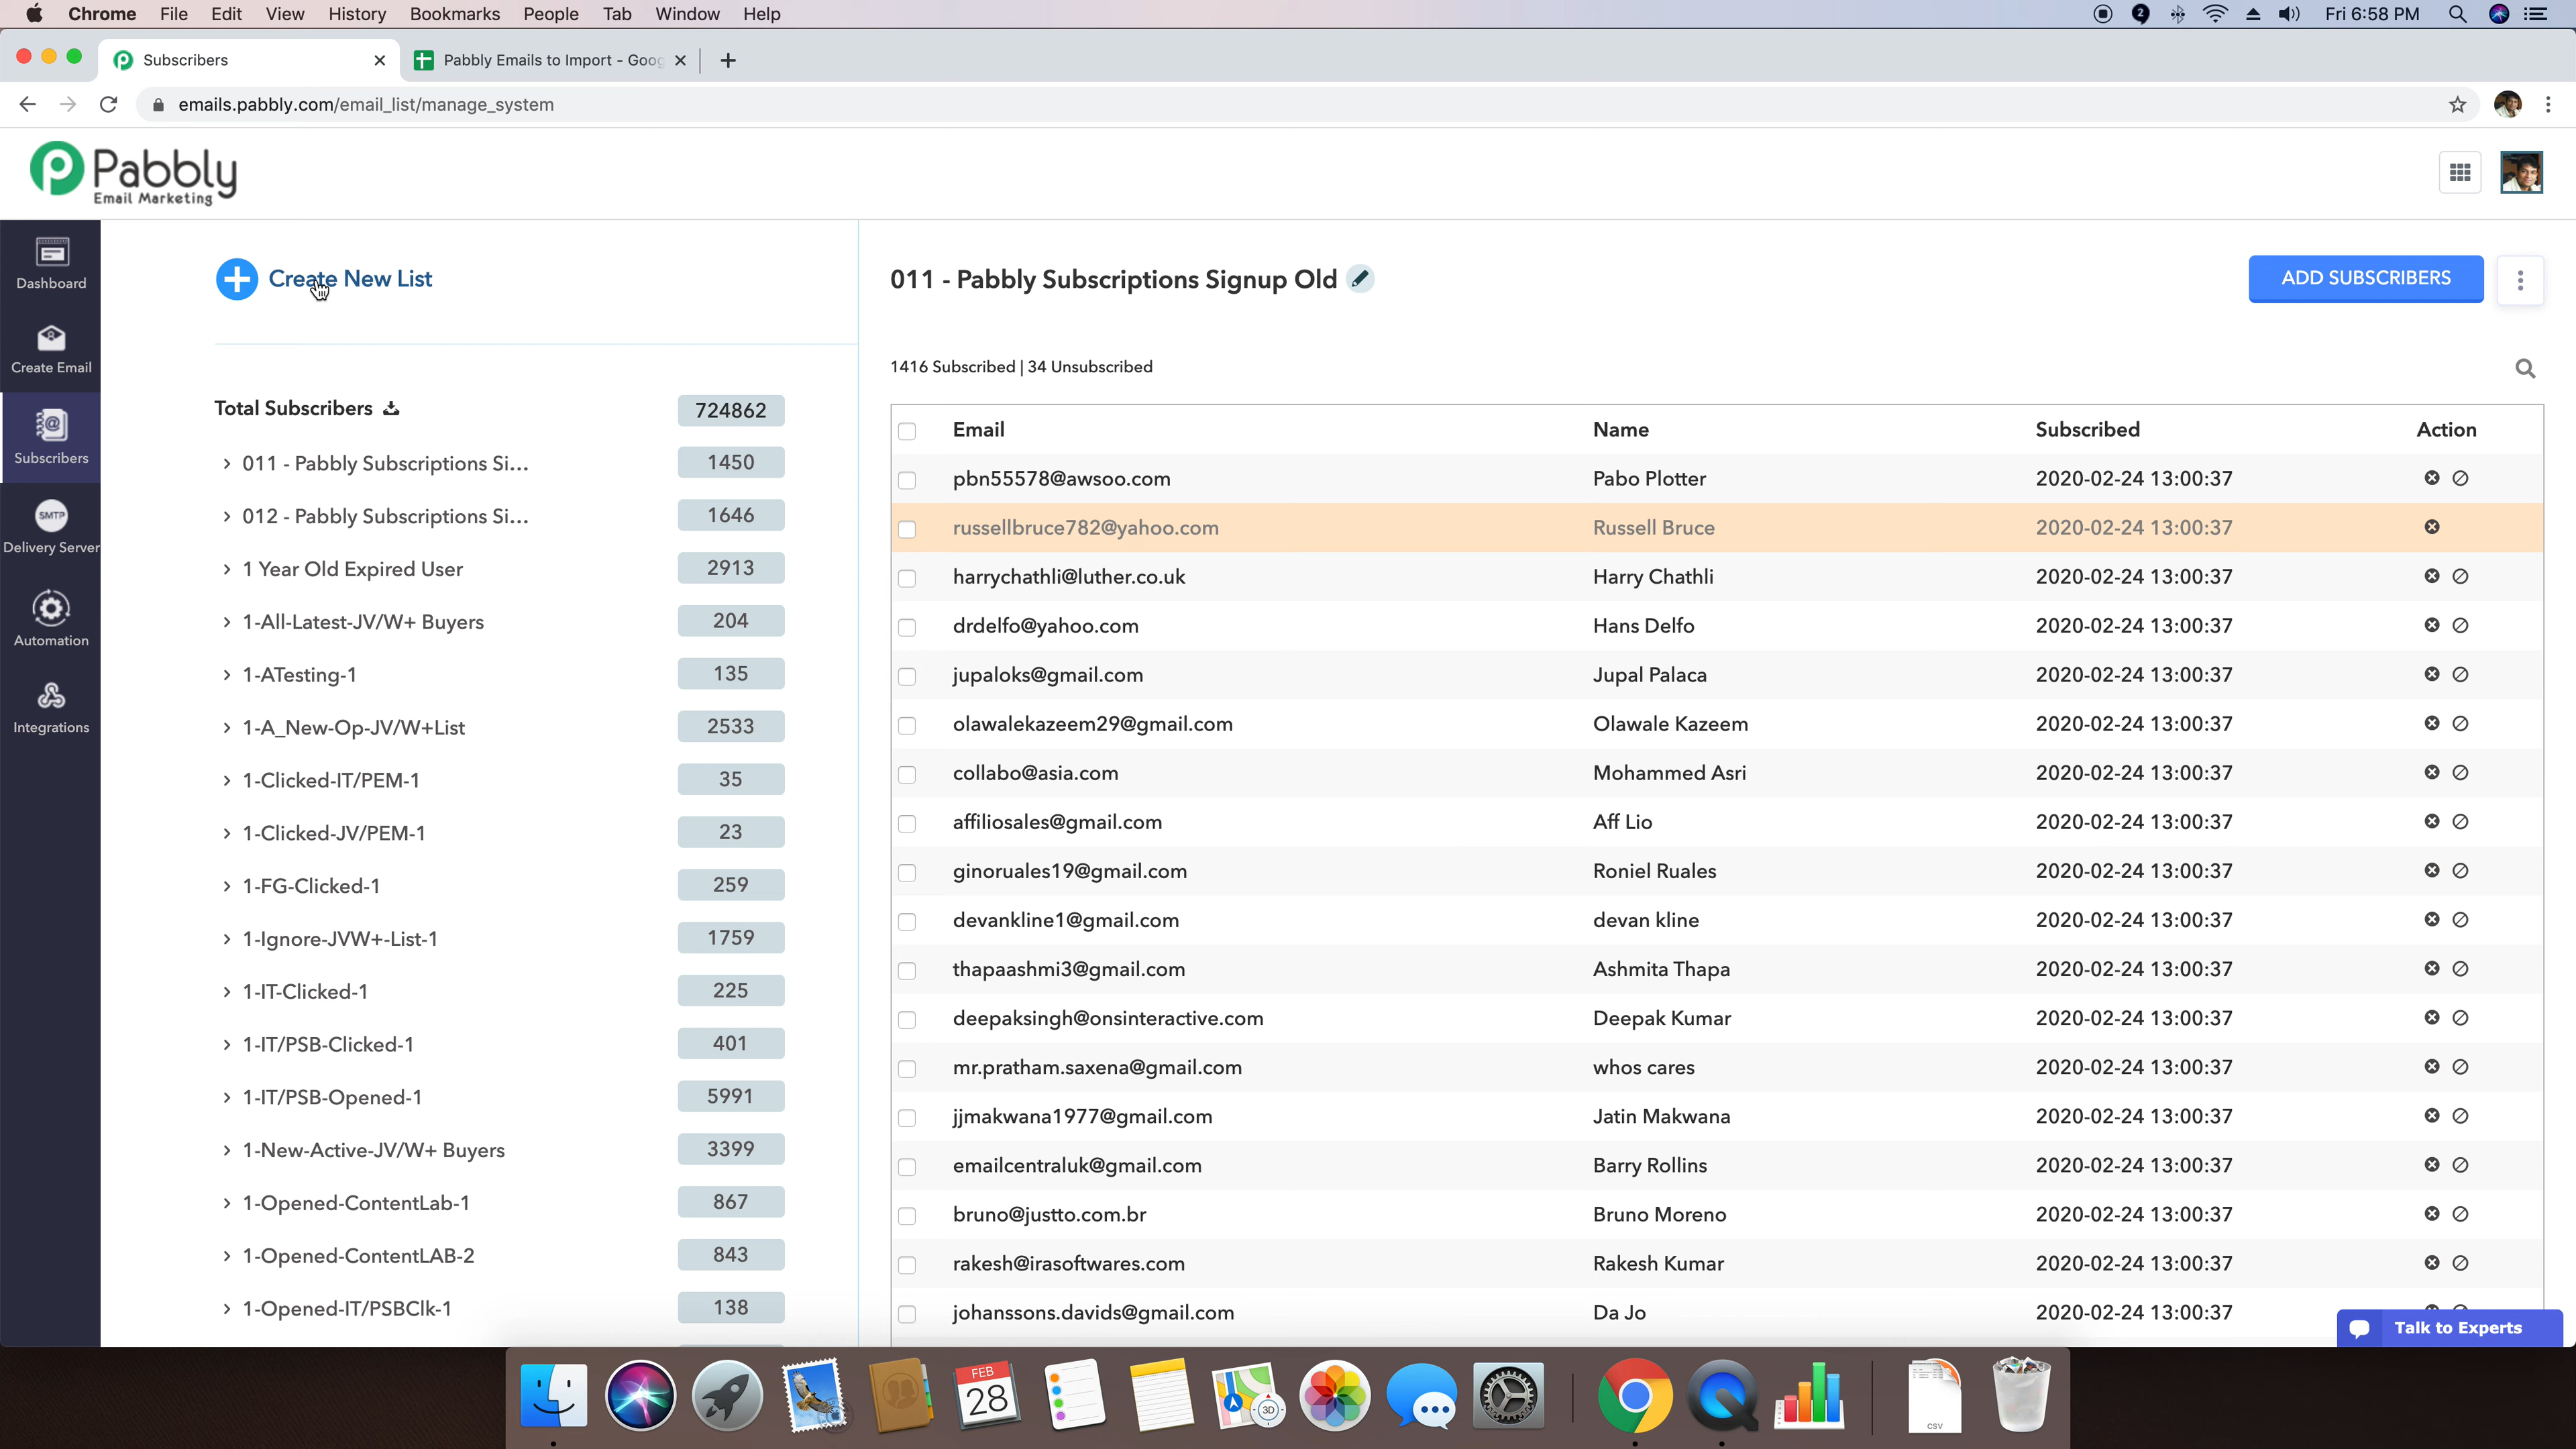 Chrome File Edit View History Bookmarks People Tab Window Help
2 Fri 6:58 PM
Subscribers
Pabbly Emails to Import - Goog
emails.pabbly.com/email_list/manage_system
Pabbly
Email Marketing
Dashboard
Create Email
Subscribers
SMTP
Delivery Server
Automation
Integrations
Create New List
Total Subscribers 724862
011 - Pabbly Subscriptions Si... 1450
012 - Pabbly Subscriptions Si... 1646
1 Year Old Expired User 2913
1-All-Latest-JV/W+ Buyers 204
1-ATesting-1 135
1-A_New-Op-JV/W+List 2533
1-Clicked-IT/PEM-1 35
1-Clicked-JV/PEM-1 23
1-FG-Clicked-1 259
1-Ignore-JVW+-List-1 1759
1-IT-Clicked-1 225
1-IT/PSB-Clicked-1 401
1-IT/PSB-Opened-1 5991
1-New-Active-JV/W+ Buyers 3399
1-Opened-ContentLab-1 867
1-Opened-ContentLAB-2 843
1-Opened-IT/PSBClk-1 138
011 - Pabbly Subscriptions Signup Old
ADD SUBSCRIBERS
1416 Subscribed | 34 Unsubscribed
Email Name Subscribed Action
pbn55578@awsoo.com Pabo Plotter 2020-02-24 13:00:37
russellbruce782@yahoo.com Russell Bruce 2020-02-24 13:00:37
harrychathli@luther.co.uk Harry Chathli 2020-02-24 13:00:37
drdelfo@yahoo.com Hans Delfo 2020-02-24 13:00:37
jupaloks@gmail.com Jupal Palaca 2020-02-24 13:00:37
olawalekazeem29@gmail.com Olawale Kazeem 2020-02-24 13:00:37
collabo@asia.com Mohammed Asri 2020-02-24 13:00:37
affiliosales@gmail.com Aff Lio 2020-02-24 13:00:37
ginoruales19@gmail.com Roniel Ruales 2020-02-24 13:00:37
devankline1@gmail.com devan kline 2020-02-24 13:00:37
thapaashmi3@gmail.com Ashmita Thapa 2020-02-24 13:00:37
deepaksingh@onsinteractive.com Deepak Kumar 2020-02-24 13:00:37
mr.pratham.saxena@gmail.com whos cares 2020-02-24 13:00:37
jjmakwana1977@gmail.com Jatin Makwana 2020-02-24 13:00:37
emailcentraluk@gmail.com Barry Rollins 2020-02-24 13:00:37
bruno@justto.com.br Bruno Moreno 2020-02-24 13:00:37
rakesh@irasoftwares.com Rakesh Kumar 2020-02-24 13:00:37
johanssons.davids@gmail.com Da Jo 2020-02-24 13:00:37
Talk to Experts
FEB
28
3D
CSV